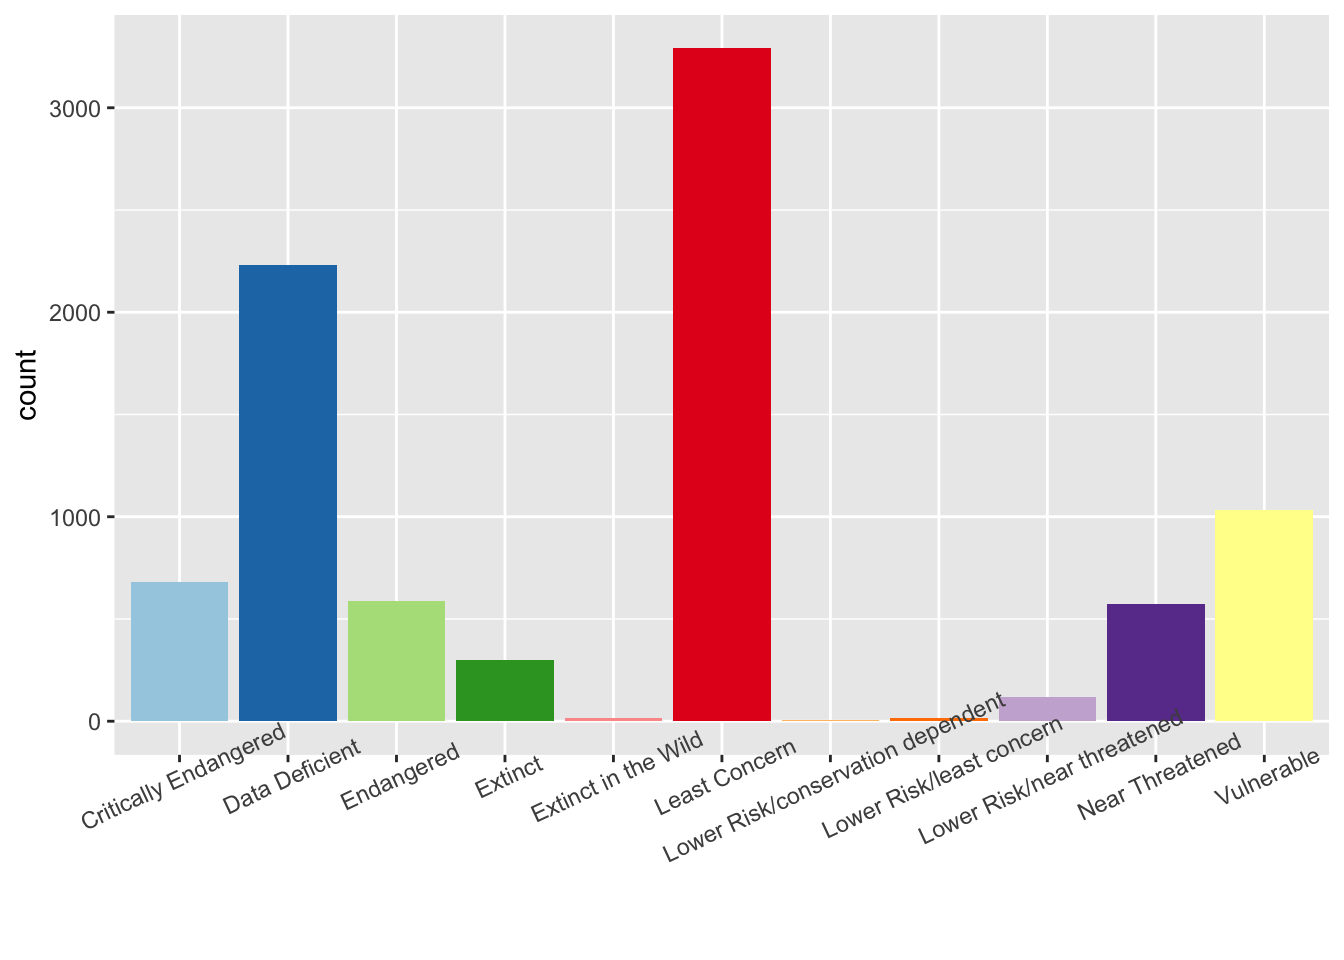 3000
2000
1000
0
count
Critically Endangered
Data Deficient
Endangered
Extinct
Extinct in the Wild
Least Concern
Lower Risk/conservation dependent
Lower Risk/least concern
Lower Risk/near threatened
Near Threatened
Vulnerable